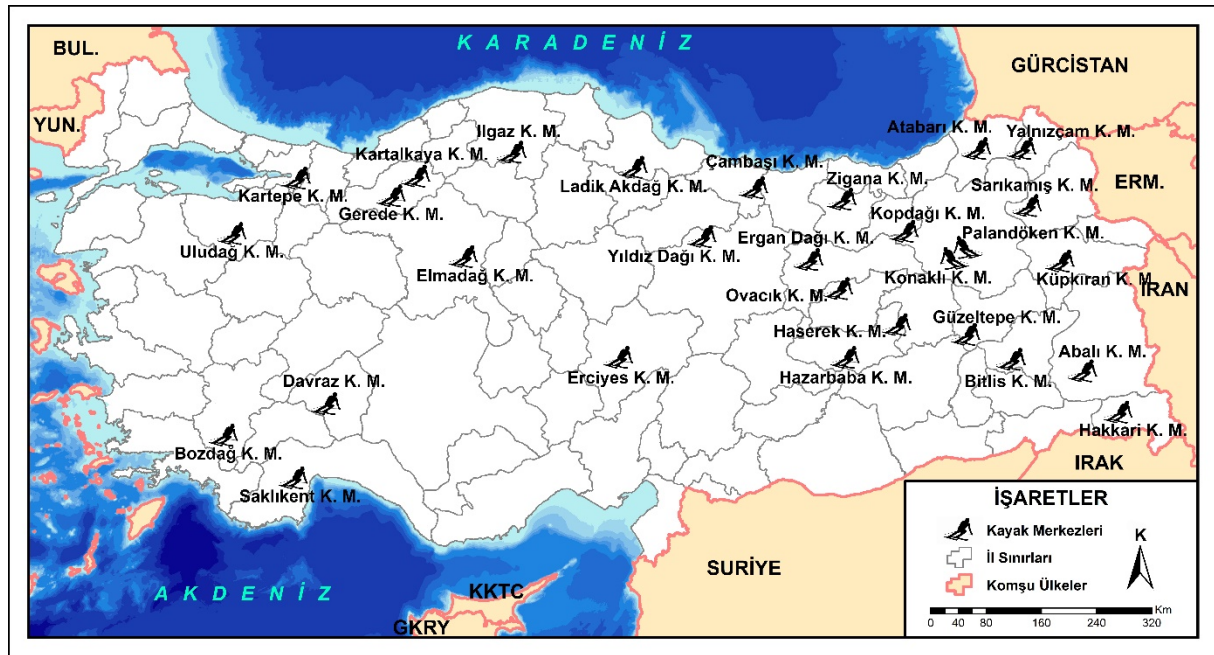 KARADENİZ
BUL.
GÜRCİSTAN
YUN.
Ilgaz K. M.
Atabarı K. M.
Yalnızçam K. M.
Kartalkaya K. M.
Çambaşı K. M.
Ladik Akdağ K. M.
Zigana K. M.
Sarıkamış K. M.
ERM.
Kartepe K. M.
Gerede K. M.
Kopdağı K. M.
Palandöken K. M.
Ergan Dağı K. M.
Uludağ K. M.
Yıldız Dağı K. M.
Elmadağ K. M.
Konaklı K. M.
Küpkıran K. M.
İRAN
Ovacık K. M.
Güzeltepe K. M.
Haserek K. M.
Abalı K. M.
Davraz K. M.
Erciyes K. M.
Hazarbaba K. M.
Bitlis K. M.
Hakkari K. M.
Bozdağ K. M.
IRAK
Saklıkent K. M.
SURİYE
AKDENİZ
KKTC
GKRY
İŞARETLER
Kayak Merkezleri
İl Sınırları
Komşu Ülkeler
K
Km
0 40 80 160 240 320